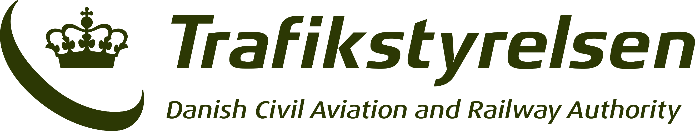 Trafikstyrelsen
Danish Civil Aviation and Railway Authority